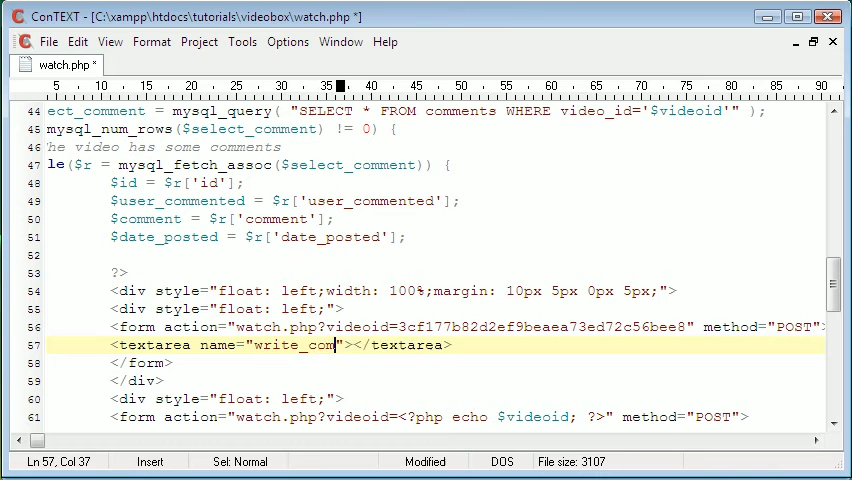 ConTEXT - [C:\xampp\htdocs\tutorials\videobox\watch.php *]
File Edit View Format Project Tools Options Window Help
watch.php *
5 10 15 20 25 30 35 40 45 50 55 60 65 70 75 80 85 90
44 ect_comment = mysql_query( "SELECT * FROM comments WHERE video_id='$videoid'" );
45 mysql_num_rows($select_comment) != 0) {
46 he video has some comments
47 le($r = mysql_fetch_assoc($select_comment)) {
48 $id = $r['id'];
49 $user_commented = $r['user_commented'];
50 $comment = $r['comment'];
51 $date_posted = $r['date_posted'];
52
53 ?>
54 <div style="float: left;width: 100%;margin: 10px 5px 0px 5px;">
55 <div style="float: left;">
56 <form action="watch.php?videoid=3cf177b82d2ef9beaea73ed72c56bee8" method="POST">
57 <textarea name="write_com"></textarea>
58 </form>
59 </div>
60 <div style="float: left;">
61 <form action="watch.php?videoid=<?php echo $videoid; ?>" method="POST">
Ln 57, Col 37 Insert Sel: Normal Modified DOS File size: 3107